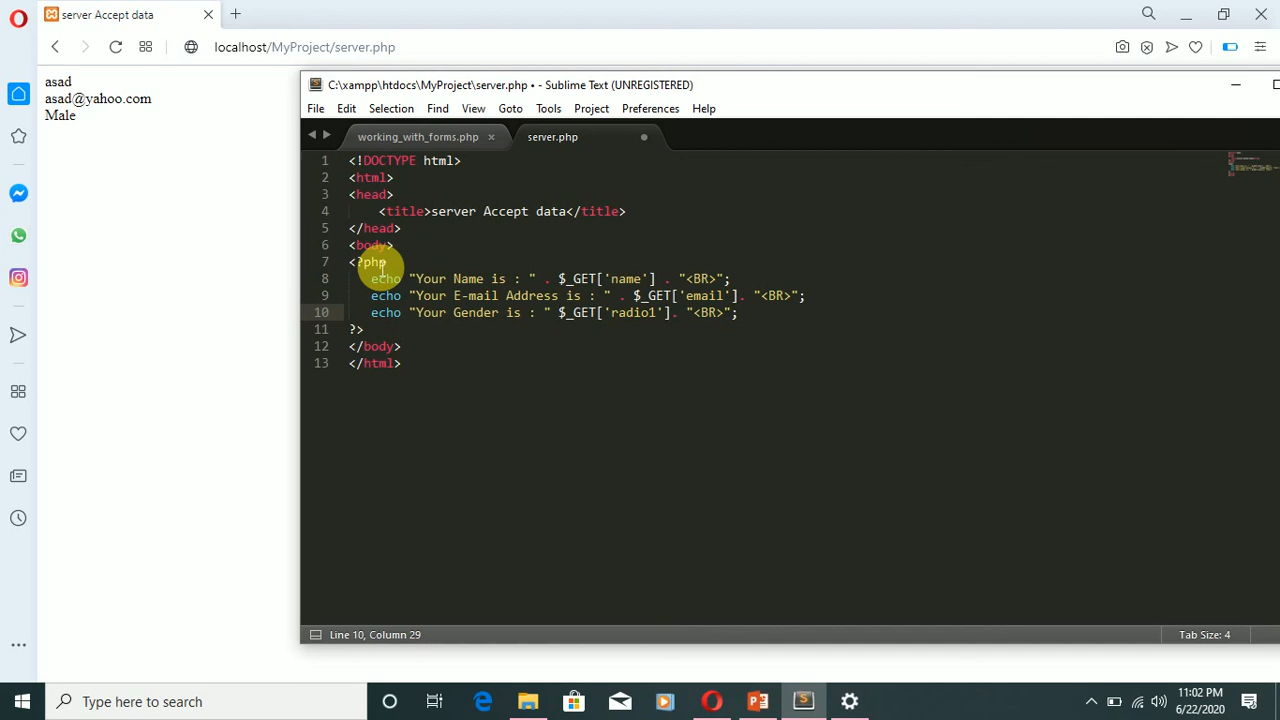 server Accept data
localhost/MyProject/server.php
asad
asad@yahoo.com
Male
C:\xampp\htdocs\MyProject\server.php • - Sublime Text (UNREGISTERED)
File Edit Selection Find View Goto Tools Project Preferences Help
working_with_forms.php
server.php
1 <!DOCTYPE html>
2 <html>
3 <head>
4 <title>server Accept data</title>
5 </head>
6 <body>
7 <?php
8 echo "Your Name is : " . $_GET['name'] . "<BR>";
9 echo "Your E-mail Address is : " . $_GET['email']. "<BR>";
10 echo "Your Gender is : " $_GET['radio1']. "<BR>";
11 ?>
12 </body>
13 </html>
Line 10, Column 29
Tab Size: 4
Type here to search
11:02 PM
6/22/2020